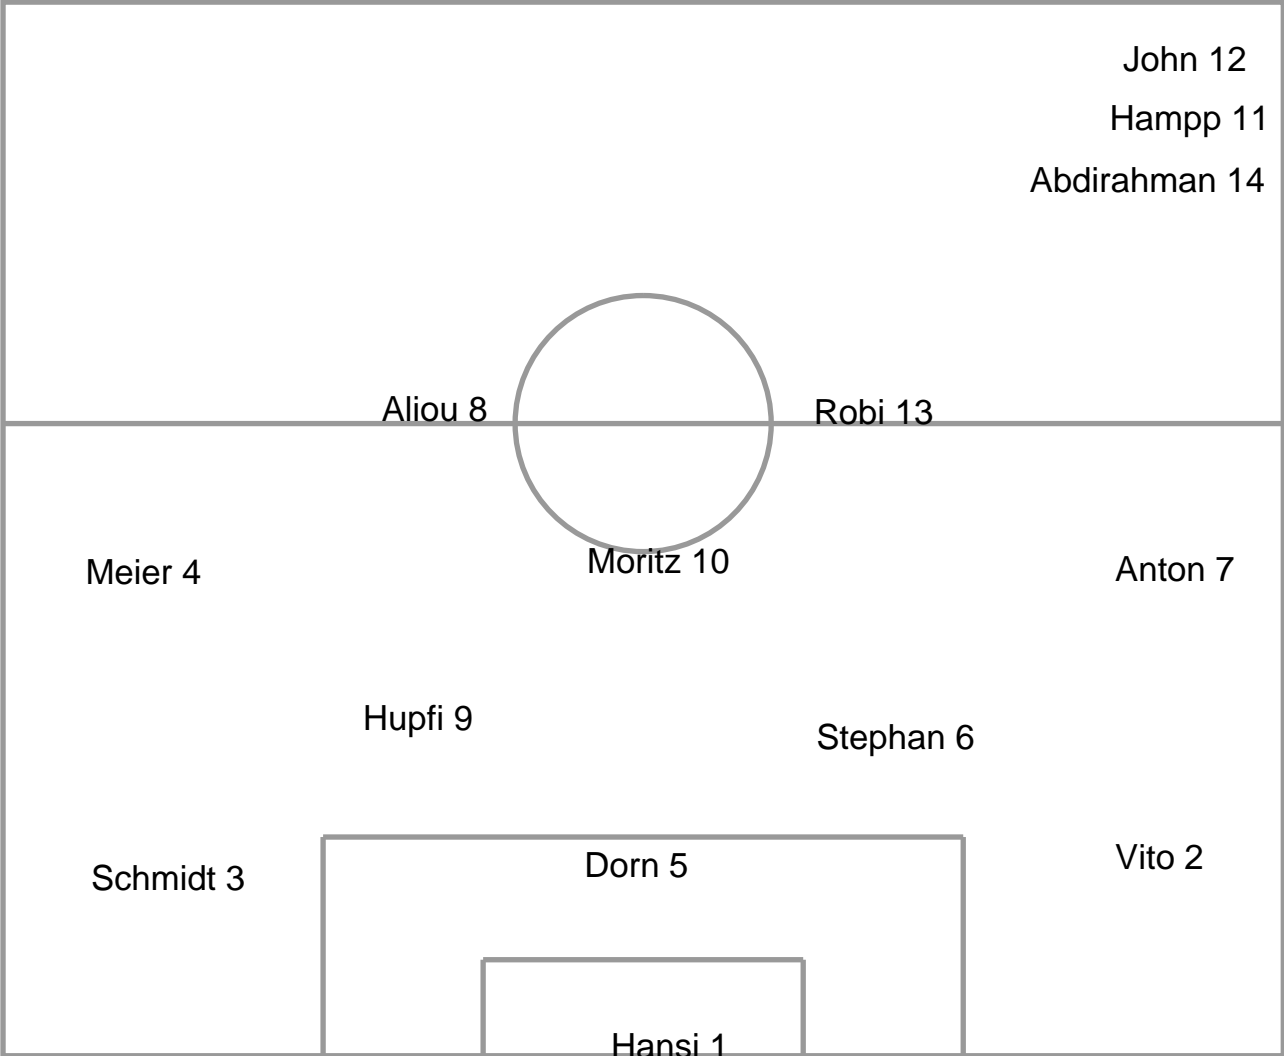 John 12
Hampp 11
Abdirahman 14
Aliou 8
Robi 13
Meier 4
Moritz 10
Anton 7
Hupfi 9
Stephan 6
Schmidt 3
Dorn 5
Vito 2
Hansi 1